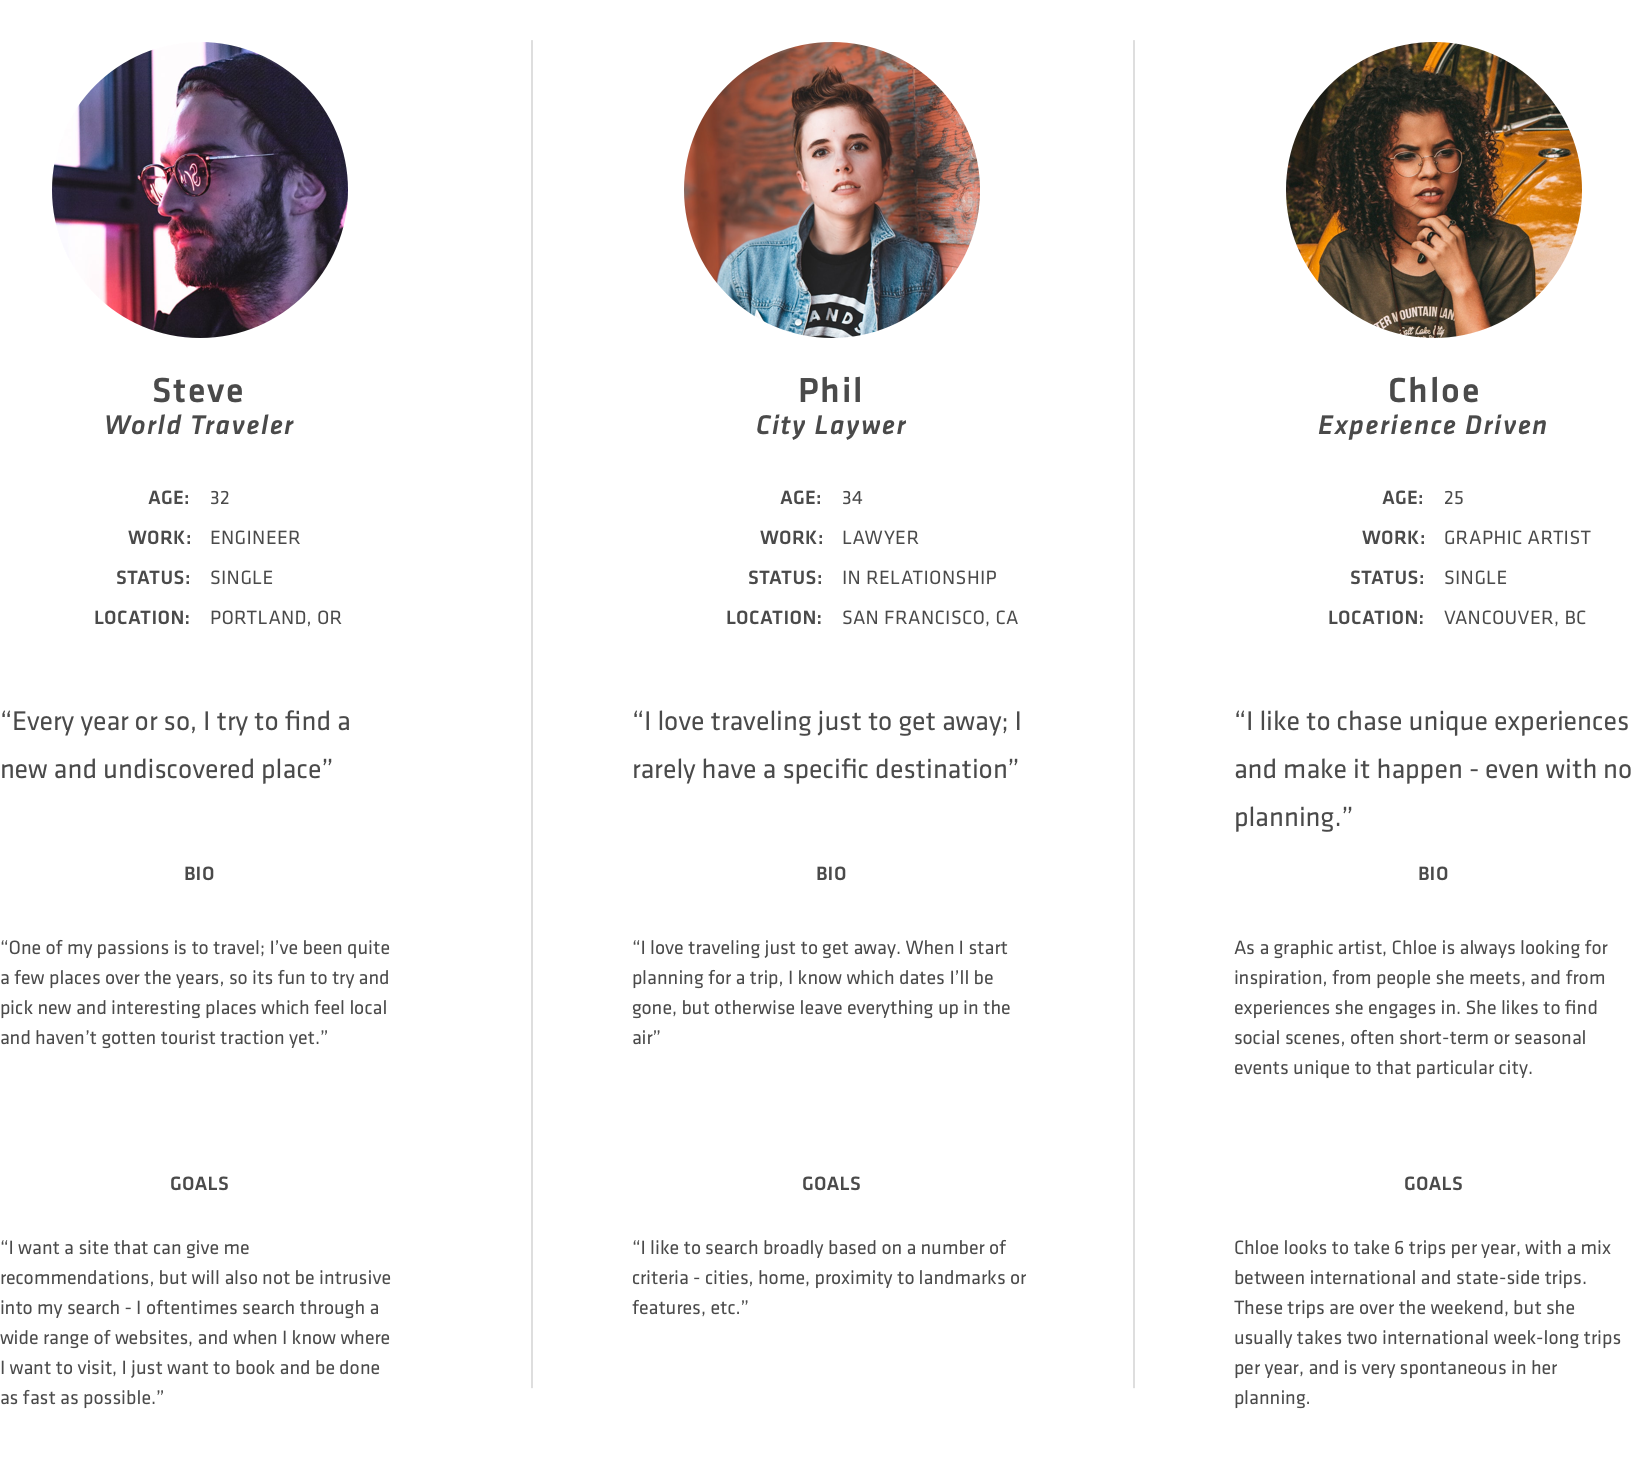 Steve
World Traveler
AGE: 32
WORK: ENGINEER
STATUS: SINGLE
LOCATION: PORTLAND, OR
“Every year or so, I try to find a
new and undiscovered place”
BIO
“One of my passions is to travel; I’ve been quite
a few places over the years, so its fun to try and
pick new and interesting places which feel local
and haven’t gotten tourist traction yet.”
GOALS
“I want a site that can give me
recommendations, but will also not be intrusive
into my search - I oftentimes search through a
wide range of websites, and when I know where
I want to visit, I just want to book and be done
as fast as possible.”
ANDS
Phil
City Laywer
AGE: 34
WORK: LAWYER
STATUS: IN RELATIONSHIP
LOCATION: SAN FRANCISCO, CA
“I love traveling just to get away; I
rarely have a specific destination”
BIO
“I love traveling just to get away. When I start
planning for a trip, I know which dates I’ll be
gone, but otherwise leave everything up in the
air”
GOALS
“I like to search broadly based on a number of
criteria - cities, home, proximity to landmarks or
features, etc.”
MOUNTAIN LAN
Salt Lake City
Chloe
Experience Driven
AGE: 25
WORK: GRAPHIC ARTIST
STATUS: SINGLE
LOCATION: VANCOUVER, BC
“I like to chase unique experiences
and make it happen - even with no
planning.”
BIO
As a graphic artist, Chloe is always looking for
inspiration, from people she meets, and from
experiences she engages in. She likes to find
social scenes, often short-term or seasonal
events unique to that particular city.
GOALS
Chloe looks to take 6 trips per year, with a mix
between international and state-side trips.
These trips are over the weekend, but she
usually takes two international week-long trips
per year, and is very spontaneous in her
planning.